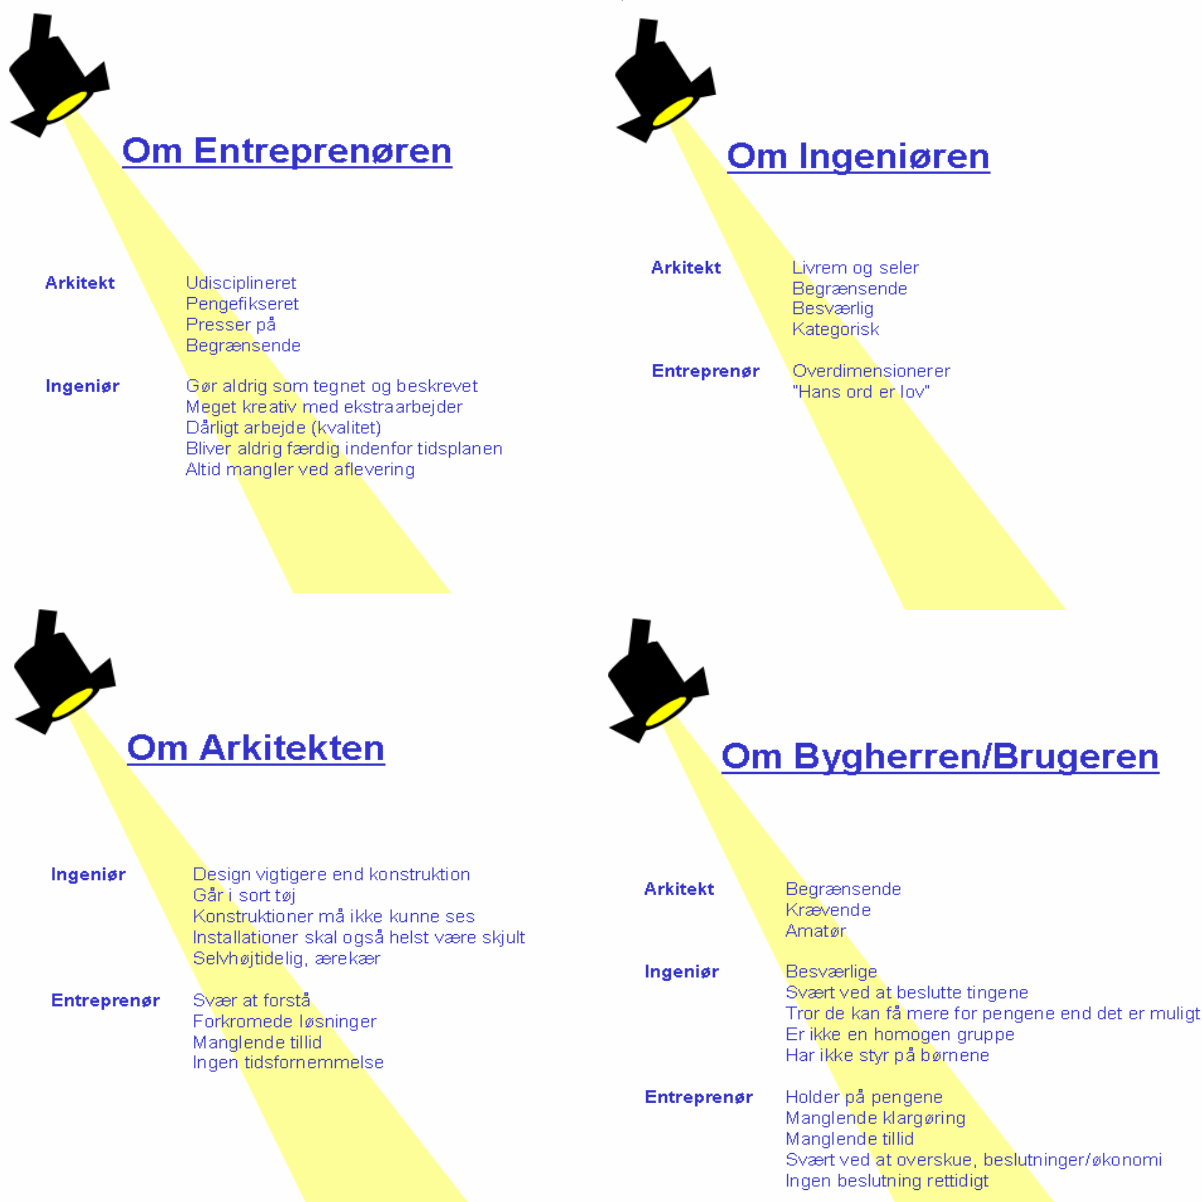 Om Entreprenøren
Arkitekt Udisciplineret
Pengefikseret
Presser på
Begrænsende
Ingeniør Gør aldrig som tegnet og beskrevet
Meget kreativ med ekstraarbejder
Dårligt arbejde (kvalitet)
Bliver aldrig færdig indenfor tidsplanen
Altid mangler ved aflevering
Om Ingeniøren
Arkitekt Livrem og seler
Begrænsende
Besværlig
Kategorisk
Entreprenør Overdimensionerer
"Hans ord er lov"
Om Arkitekten
Ingeniør Design vigtigere end konstruktion
Går i sort tøj
Konstruktioner må ikke kunne ses
Installationer skal også helst være skjult
Selvhøjtidelig, ærekær
Entreprenør Svær at forstå
Forkromede løsninger
Manglende tillid
Ingen tidsfornemmelse
Om Bygherren/Brugeren
Arkitekt Begrænsende
Krævende
Amatør
Ingeniør Besværlige
Svært ved at beslutte tingene
Tror de kan få mere for pengene end det er muligt
Er ikke en homogen gruppe
Har ikke styr på børnene
Entreprenør Holder på pengene
Manglende klargøring
Manglende tillid
Svært ved at overskue, beslutninger/økonomi
Ingen beslutning rettidigt